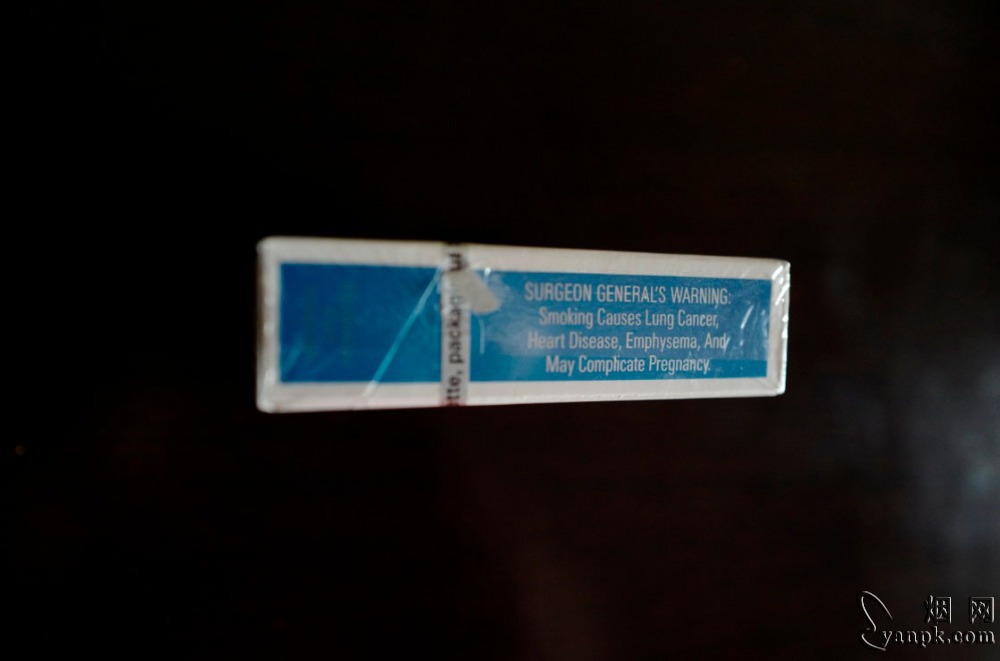 SURGEON GENERAL'S WARNING:
Smoking Causes Lung Cancer,
Heart Disease, Emphysema, And
May Complicate Pregnancy.
烟网
yanpk.com